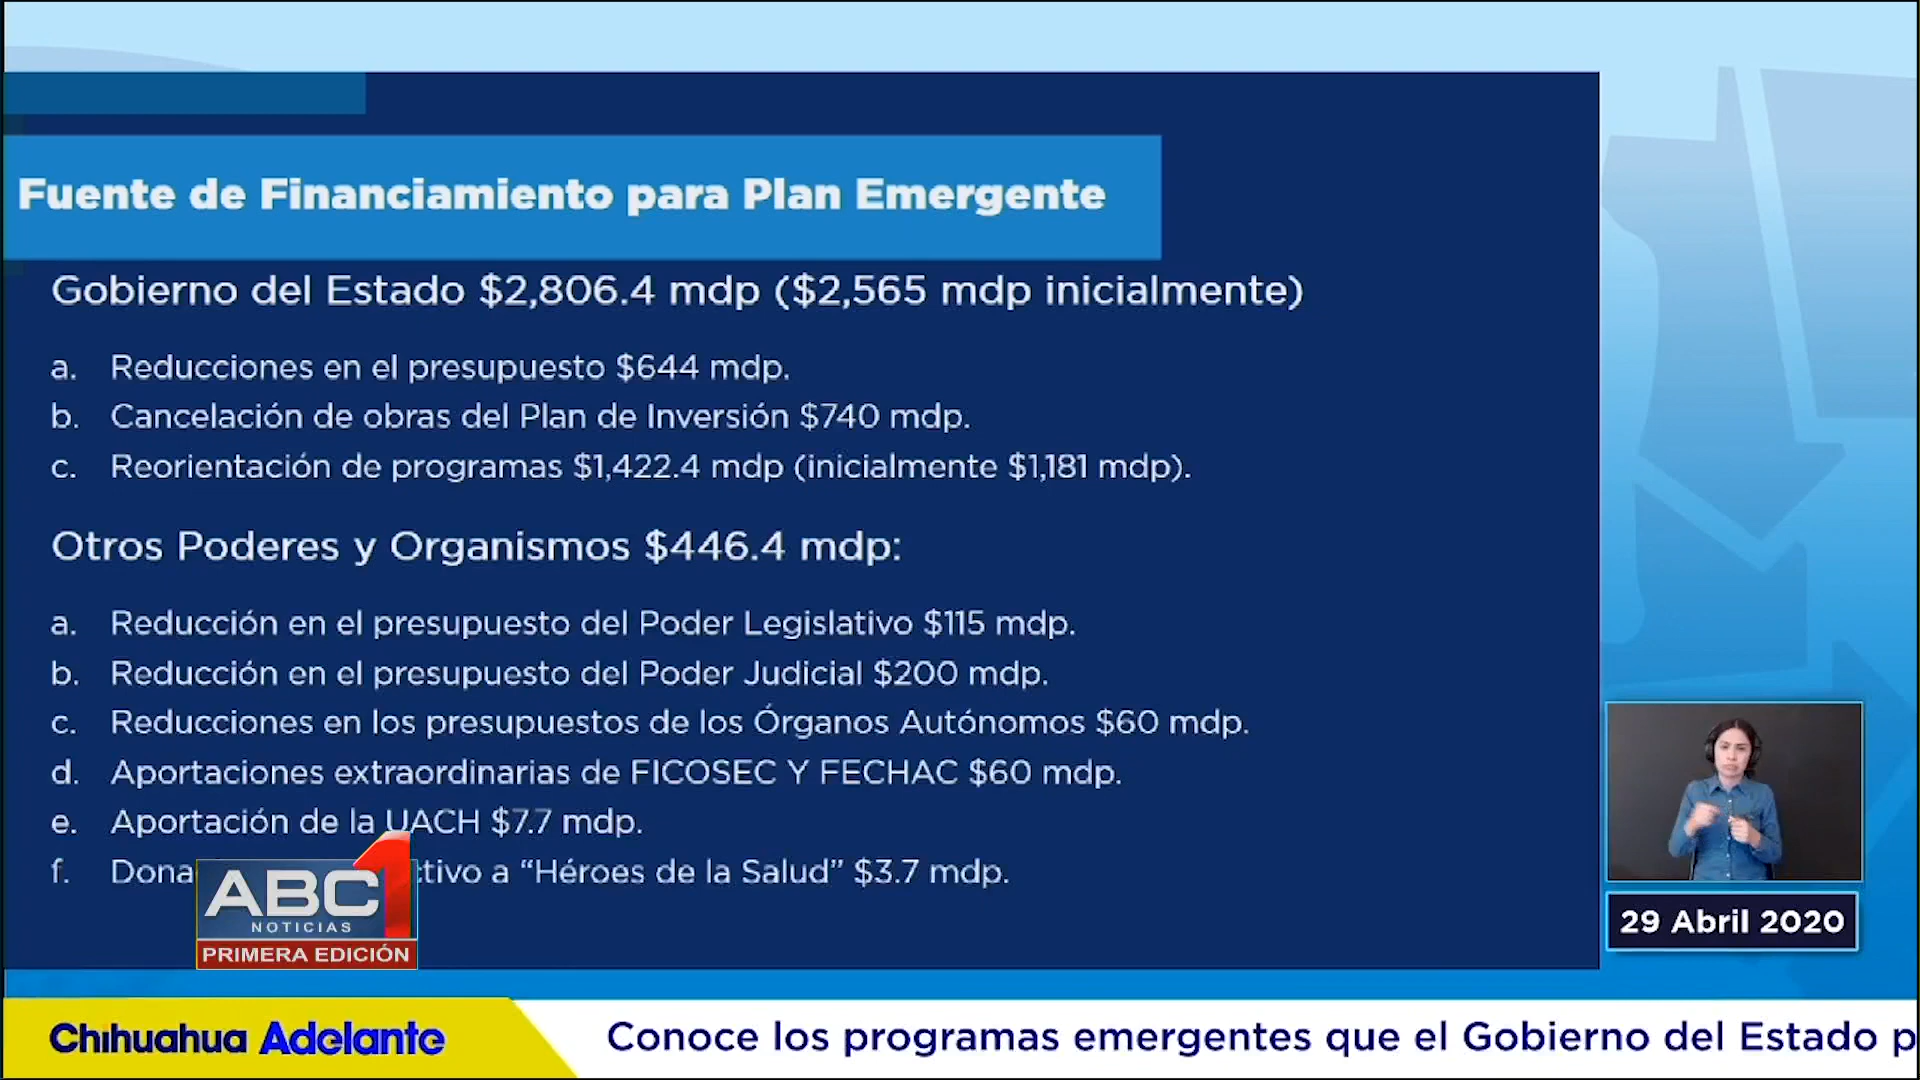 Fuente de Financiamiento para Plan Emergente
Gobierno del Estado $2,806.4 mdp ($2,565 mdp inicialmente)
a. Reducciones en el presupuesto $644 mdp.
b. Cancelación de obras del Plan de Inversión $740 mdp.
c. Reorientación de programas $1,422.4 mdp (inicialmente $1,181 mdp).
Otros Poderes y Organismos $446.4 mdp:
a. Reducción en el presupuesto del Poder Legislativo $115 mdp.
b. Reducción en el presupuesto del Poder Judicial $200 mdp.
c. Reducciones en los presupuestos de los Órganos Autónomos $60 mdp.
d. Aportaciones extraordinarias de FICOSEC Y FECHAC $60 mdp.
e. Aportación de la UACH $7.7 mdp.
f. Dona ctivo a “Héroes de la Salud” $3.7 mdp.
ABC 1
NOTICIAS
PRIMERA EDICIÓN
29 Abril 2020
Chihuahua Adelante
Conoce los programas emergentes que el Gobierno del Estado p